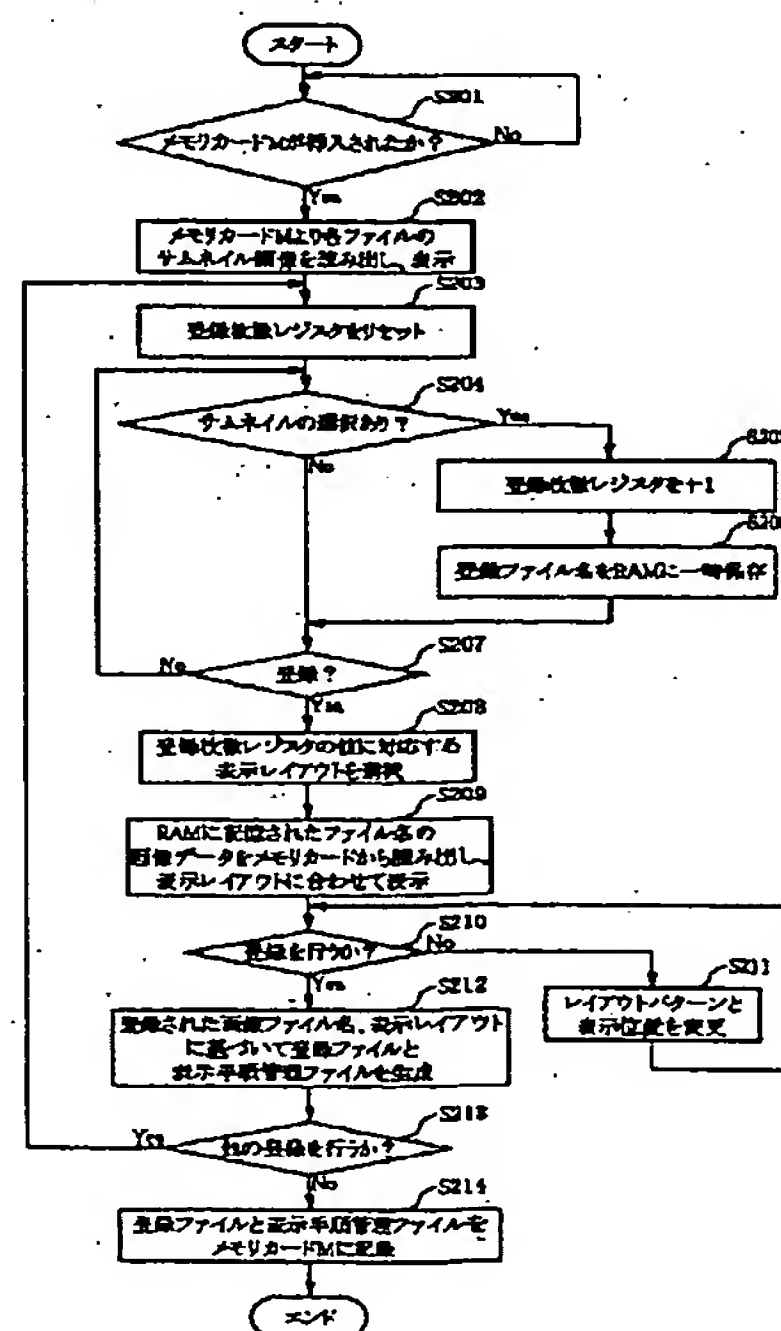 スタート
S201
メモリカードMが挿入されたか？
No
Yes
S202
メモリカードMより各ファイルの
サムネイル画像を読み出し、表示
S203
登録枚数レジスタをリセット
S204
サムネイルの選択あり？
Yes
No
S205
登録枚数レジスタを＋1
S206
登録ファイル名をRAMに一時保存
S207
登録？
No
Yes
S208
登録枚数レジスタの値に対応する
表示レイアウトを選択
S209
RAMに記憶されたファイル名の
画像データをメモリカードから読み出し、
表示レイアウトに合わせて表示
S210
登録を行うか？
No
Yes
S211
レイアウトパターンと
表示位置を変更
S212
登録された画像ファイル名、表示レイアウト
に基づいて登録ファイルと
表示手順管理ファイルを生成
S213
他の登録を行うか？
Yes
No
S214
登録ファイルと表示手順管理ファイルを
メモリカードMに記録
エンド